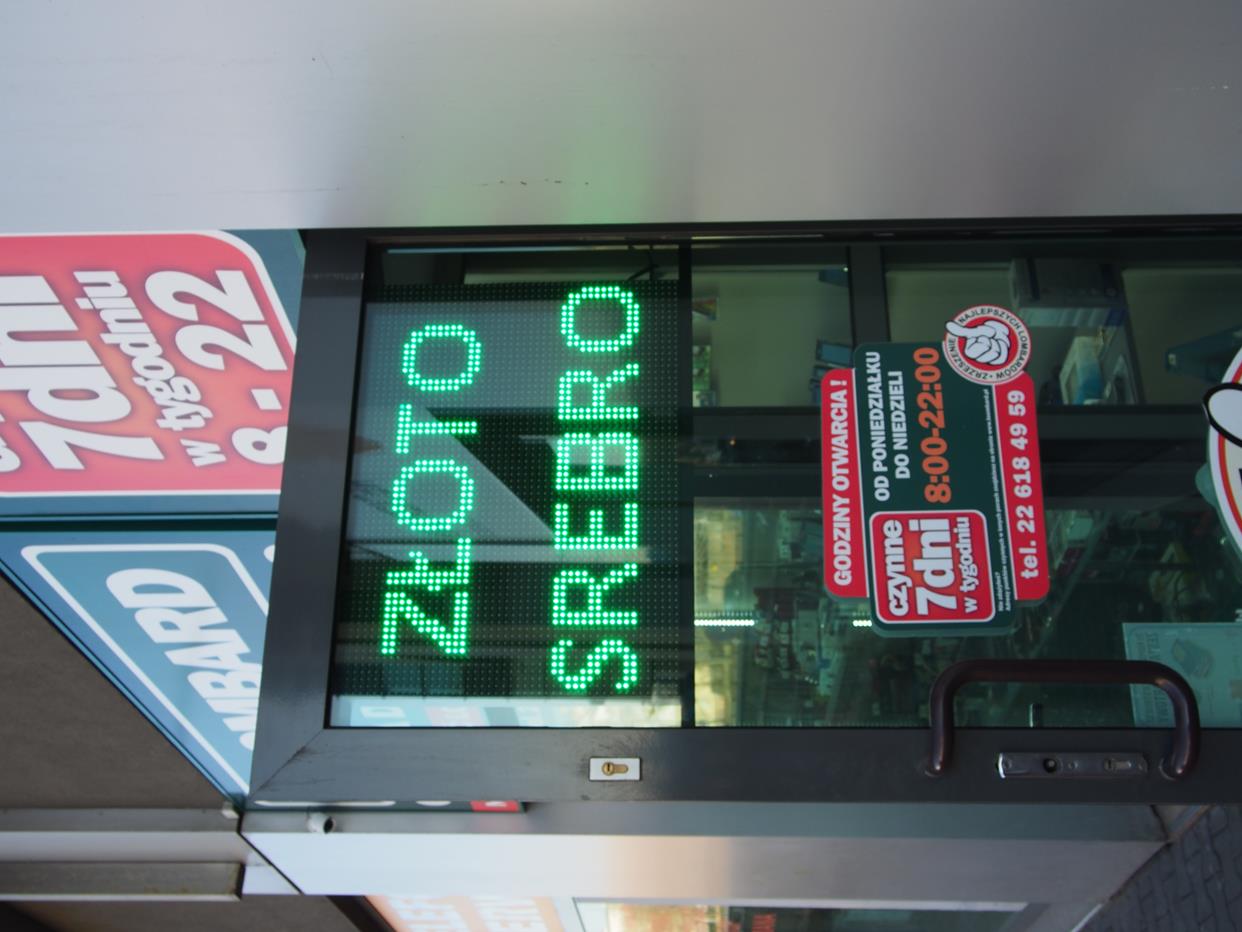 7dni
w tygodniu
8 - 22
ZŁOTO
SREBRO
GODZINY OTWARCIA !
czynne
7dni
w tygodniu
OD PONIEDZIAŁKU
DO NIEDZIELI
8:00-22:00
tel. 22 618 49 59
ZRZESZENIE NAJLEPSZYCH LOMBARDÓW